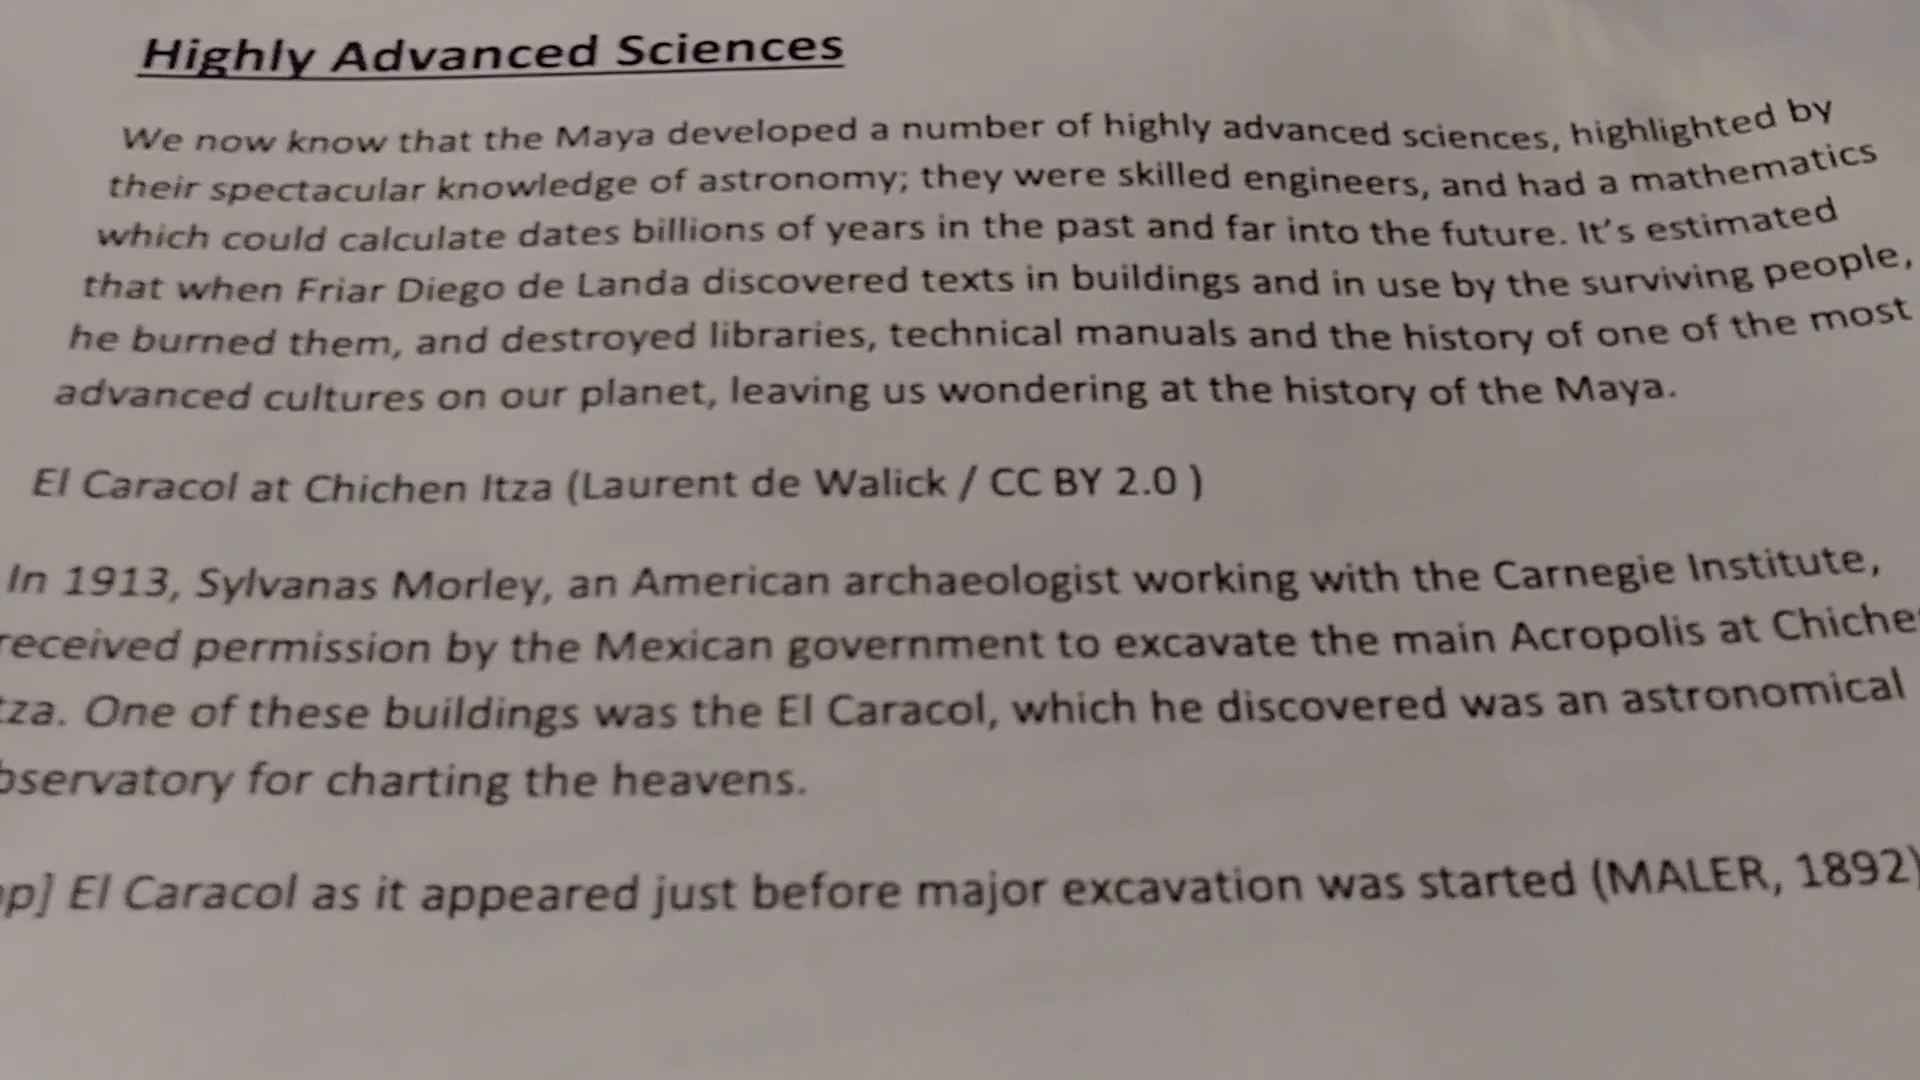 Highly Advanced Sciences
We now know that the Maya developed a number of highly advanced sciences, highlighted by
their spectacular knowledge of astronomy; they were skilled engineers, and had a mathematics
which could calculate dates billions of years in the past and far into the future. It's estimated
that when Friar Diego de Landa discovered texts in buildings and in use by the surviving people,
he burned them, and destroyed libraries, technical manuals and the history of one of the most
advanced cultures on our planet, leaving us wondering at the history of the Maya.
El Caracol at Chichen Itza (Laurent de Walick / CC BY 2.0 )
In 1913, Sylvanas Morley, an American archaeologist working with the Carnegie Institute,
received permission by the Mexican government to excavate the main Acropolis at Chiche
tza. One of these buildings was the El Caracol, which he discovered was an astronomical
bservatory for charting the heavens.
op] El Caracol as it appeared just before major excavation was started (MALER, 1892)